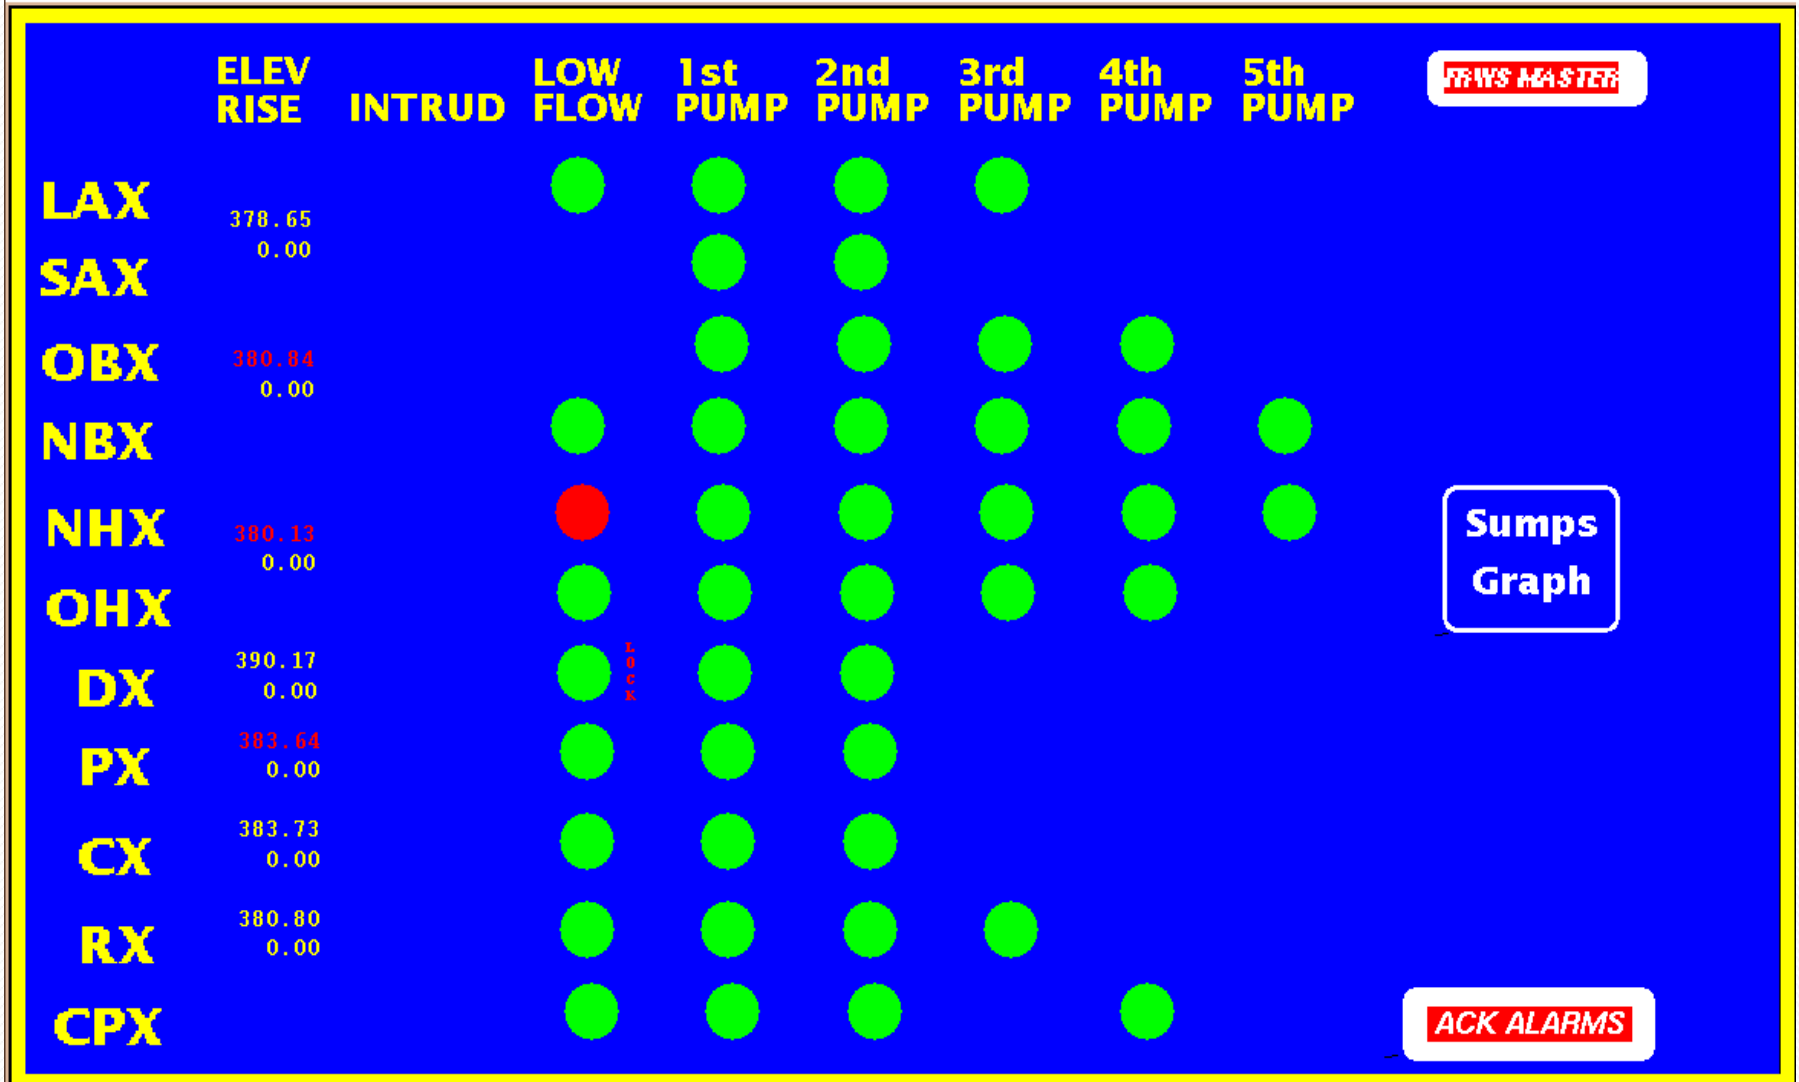 ELEV RISE
INTRUD
LOW FLOW
1st PUMP
2nd PUMP
3rd PUMP
4th PUMP
5th PUMP
MASTER
LAX
378.65
0.00
SAX
OBX
380.84
0.00
NBX
NHX
380.13
0.00
OHX
DX
390.17
0.00
LOCK
PX
383.64
0.00
CX
383.73
0.00
RX
380.80
0.00
CPX
Sumps
Graph
ACK ALARMS